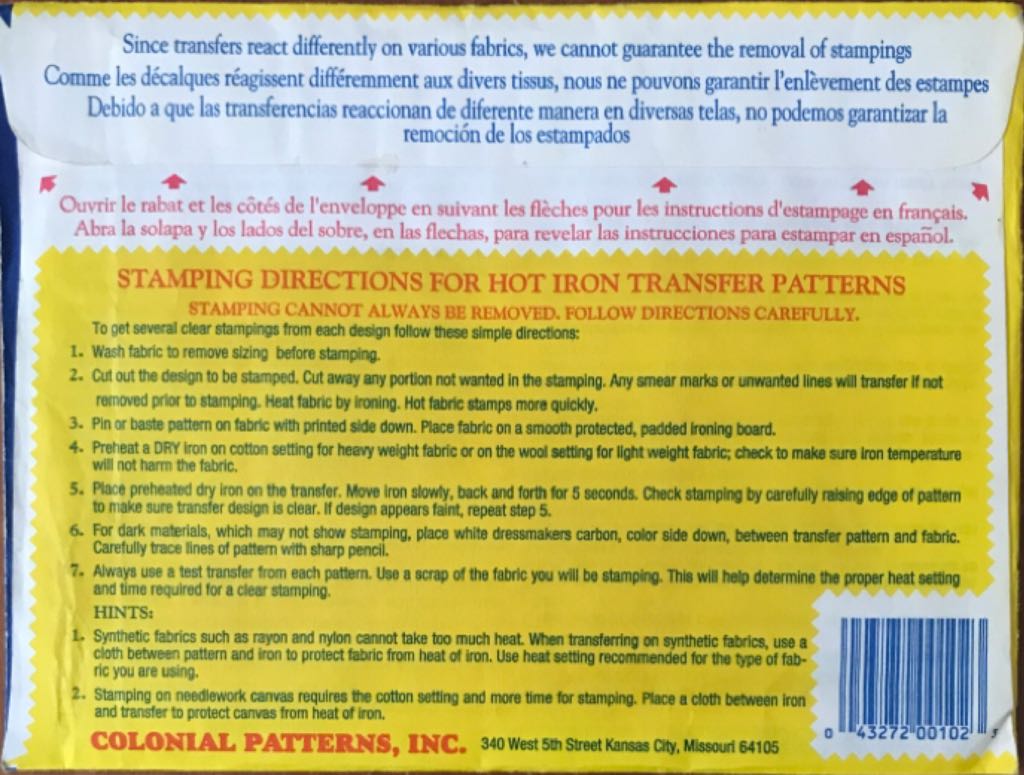 Since transfers react differently on various fabrics, we cannot guarantee the removal of stampings
Comme les décalques réagissent différemment aux divers tissus, nous ne pouvons garantir l'enlèvement des estampes
Debido a que las transferencias reaccionan de diferente manera en diversas telas, no podemos garantizar la
remoción de los estampados
Ouvrir le rabat et les côtés de l'enveloppe en suivant les flèches pour les instructions d'estampage en français.
Abra la solapa y los lados del sobre, en las flechas, para revelar las instrucciones para estampar en español.
STAMPING DIRECTIONS FOR HOT IRON TRANSFER PATTERNS
STAMPING CANNOT ALWAYS BE REMOVED. FOLLOW DIRECTIONS CAREFULLY.
To get several clear stampings from each design follow these simple directions:
1. Wash fabric to remove sizing before stamping.
2. Cut out the design to be stamped. Cut away any portion not wanted in the stamping. Any smear marks or unwanted lines will transfer if not
removed prior to stamping. Heat fabric by ironing. Hot fabric stamps more quickly.
3. Pin or baste pattern on fabric with printed side down. Place fabric on a smooth protected, padded ironing board.
4. Preheat a DRY iron on cotton setting for heavy weight fabric or on the wool setting for light weight fabric; check to make sure iron temperature
will not harm the fabric.
5. Place preheated dry iron on the transfer. Move iron slowly, back and forth for 5 seconds. Check stamping by carefully raising edge of pattern
to make sure transfer design is clear. If design appears faint, repeat step 5.
6. For dark materials, which may not show stamping, place white dressmakers carbon, color side down, between transfer pattern and fabric.
Carefully trace lines of pattern with sharp pencil.
7. Always use a test transfer from each pattern. Use a scrap of the fabric you will be stamping. This will help determine the proper heat setting
and time required for a clear stamping.
HINTS:
1. Synthetic fabrics such as rayon and nylon cannot take too much heat. When transferring on synthetic fabrics, use a
cloth between pattern and iron to protect fabric from heat of iron. Use heat setting recommended for the type of fab-
ric you are using.
2. Stamping on needlework canvas requires the cotton setting and more time for stamping. Place a cloth between iron
and transfer to protect canvas from heat of iron.
COLONIAL PATTERNS, INC. 340 West 5th Street Kansas City, Missouri 64105
0 43272 00102